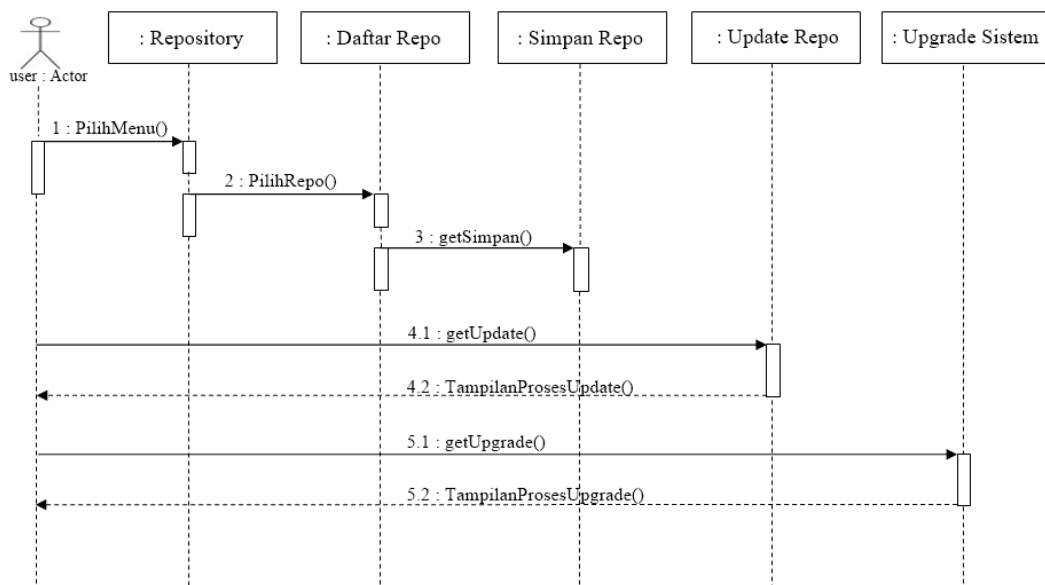 user : Actor
: Repository
: Daftar Repo
: Simpan Repo
: Update Repo
: Upgrade Sistem
1 : PilihMenu()
2 : PilihRepo()
3 : getSimpan()
4.1 : getUpdate()
4.2 : TampilanProsesUpdate()
5.1 : getUpgrade()
5.2 : TampilanProsesUpgrade()